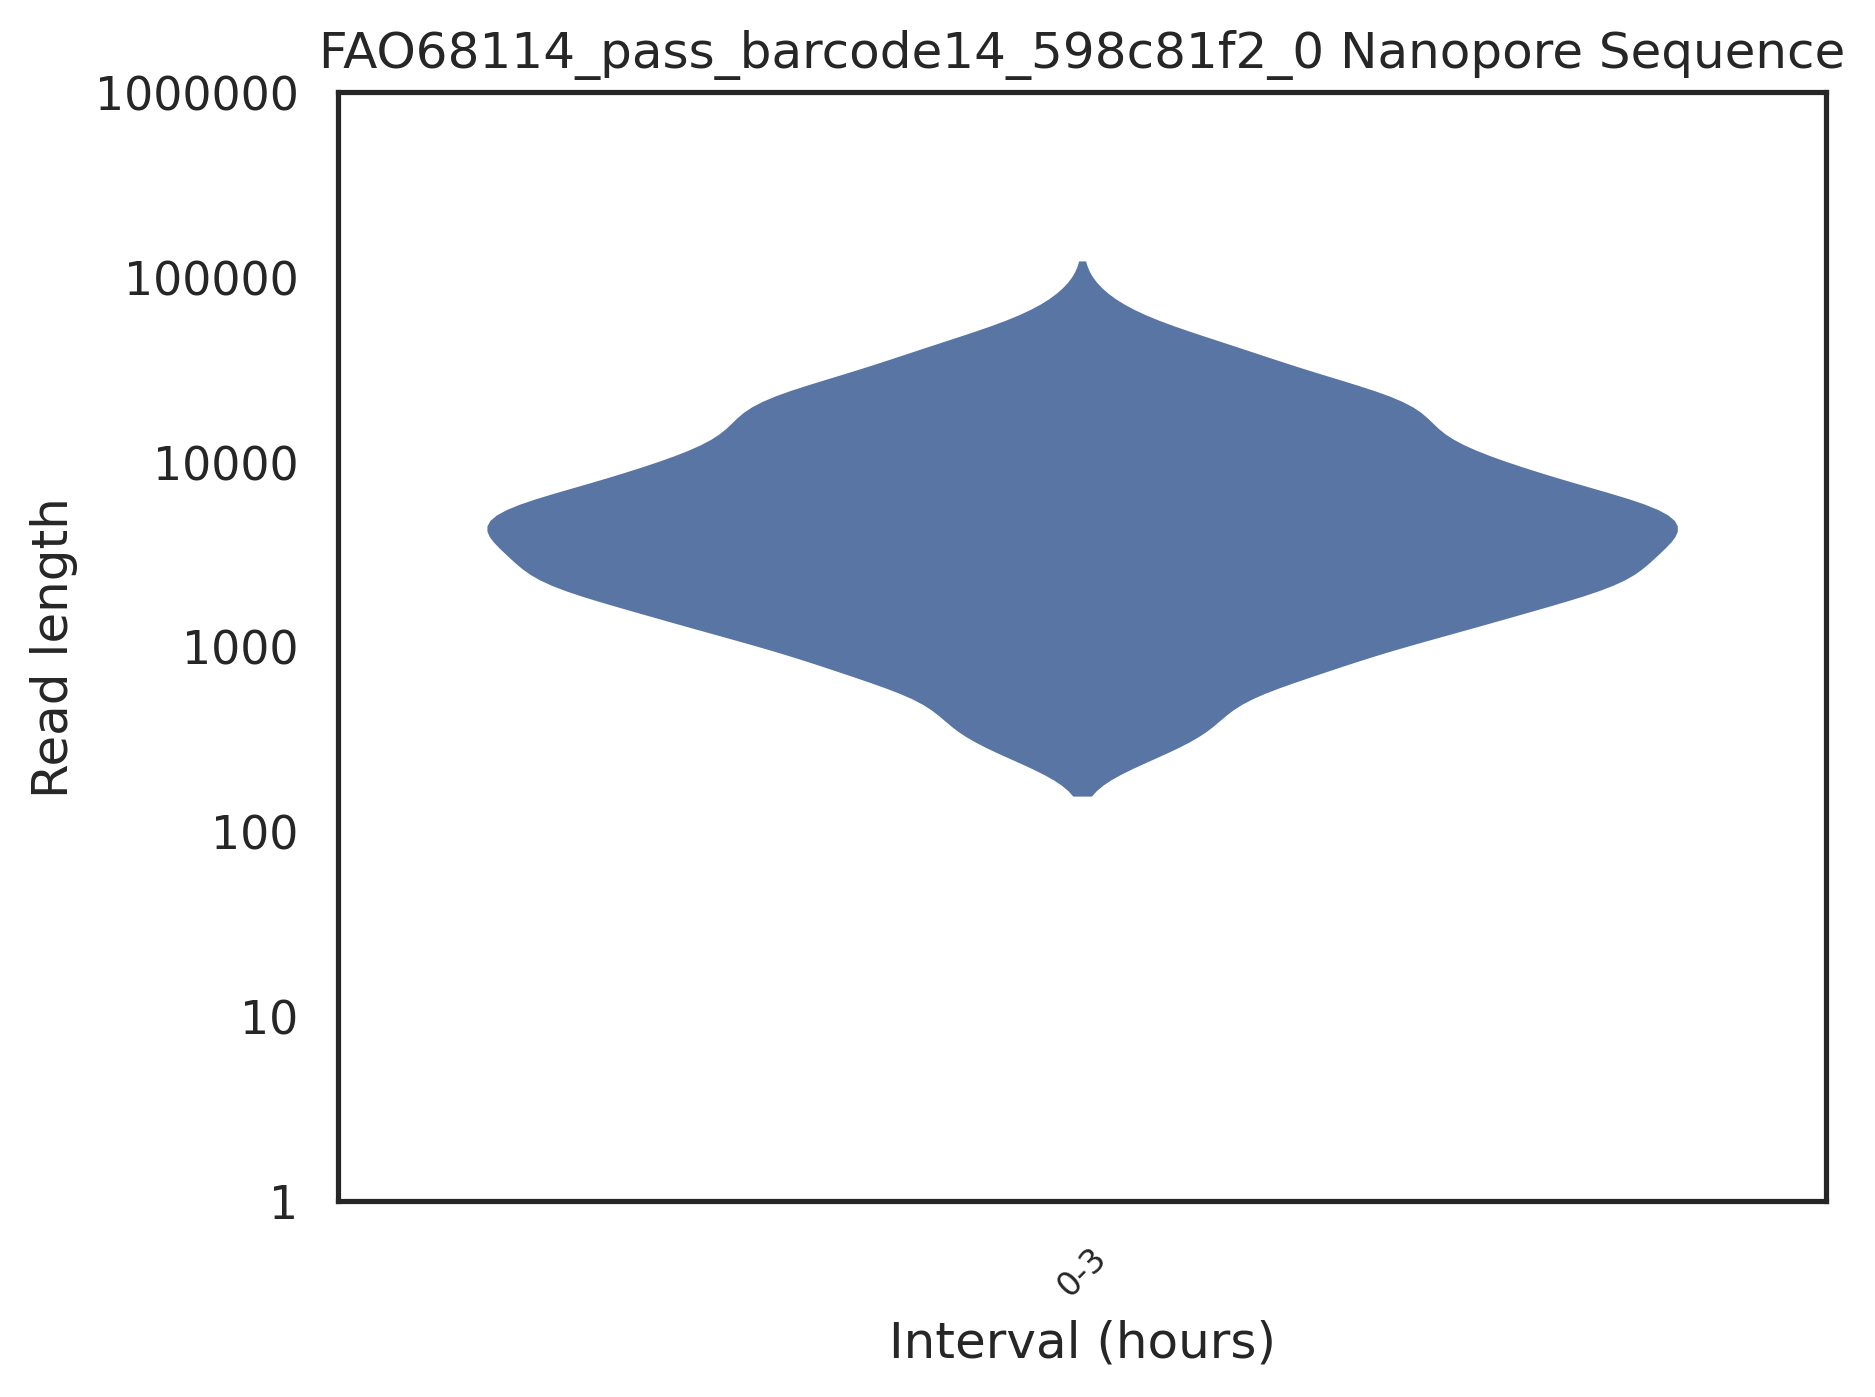 FAO68114_pass_barcode14_598c81f2_0 Nanopore Sequence
1000000
100000
10000
1000
100
10
1
Read length
0-3
Interval (hours)